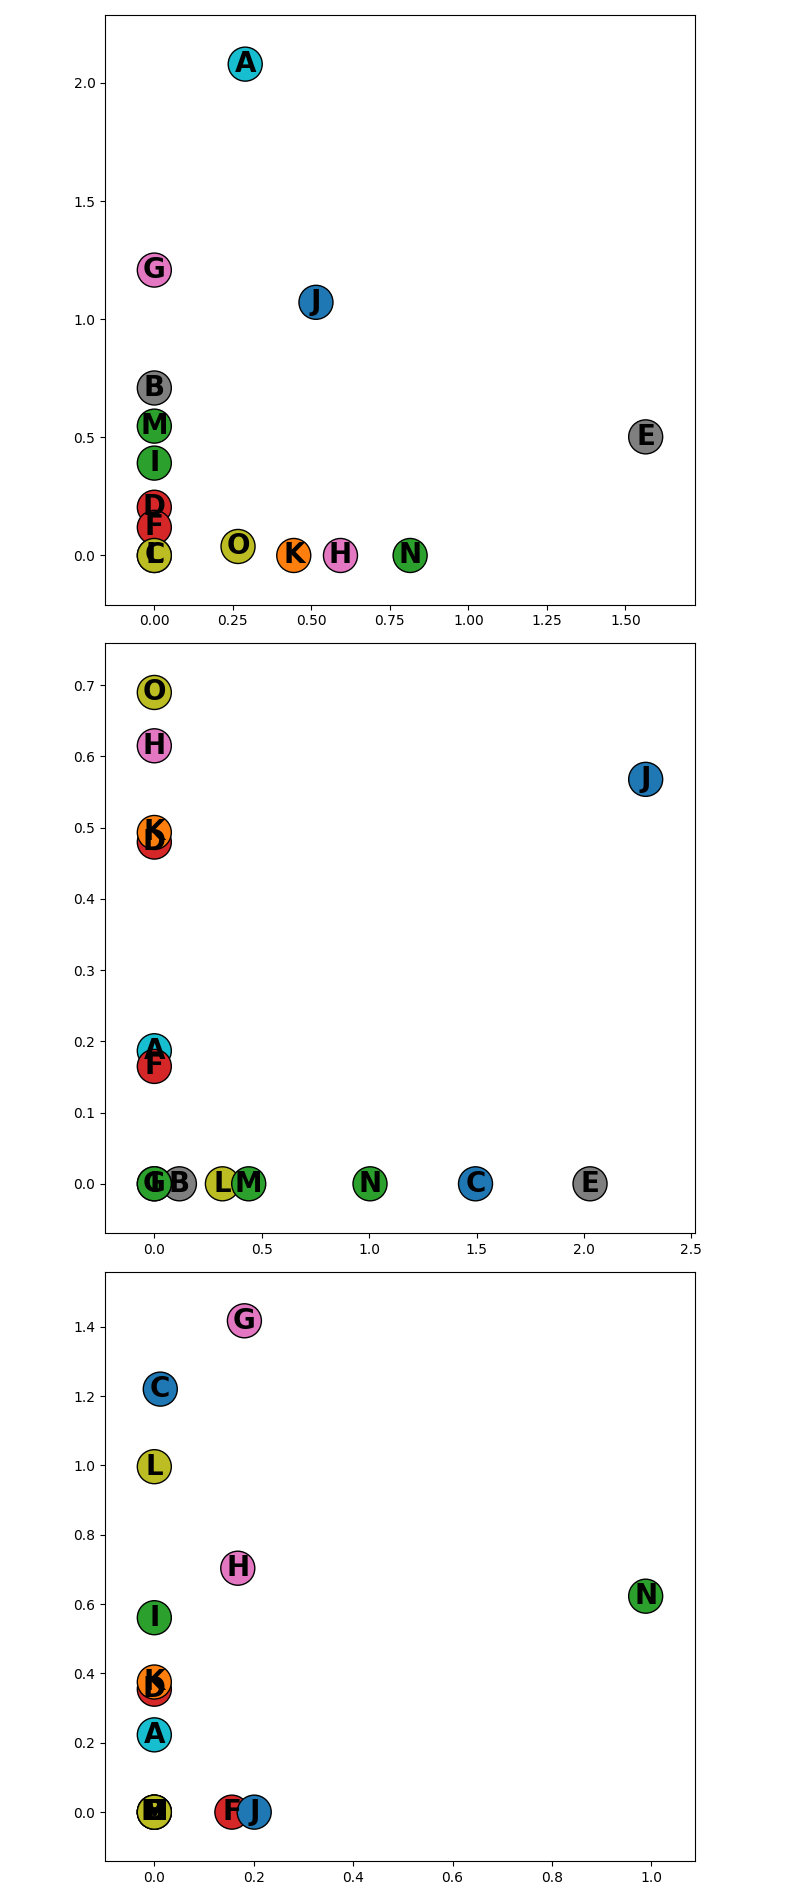 A
2.0
1.5
G
J
1.0
B
M
E
0.5
I
D
F
O
0.0 C K H N
0.00 0.25 0.50 0.75 1.00 1.25 1.50
O
0.7
H
0.6
J
K
0.5
D
0.4
0.3
0.2
A
F
0.1
0.0 G I B L M N C E
0.0 0.5 1.0 1.5 2.0 2.5
G
1.4
C
1.2
1.0 L
0.8
H
N
0.6
I
0.4 K
D
A
0.2
0.0 F J
0.0 0.2 0.4 0.6 0.8 1.0